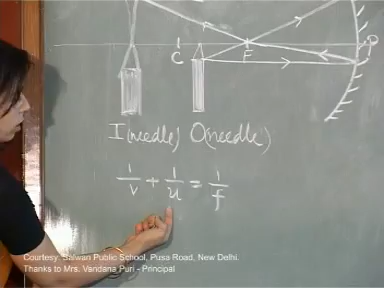 C F P
I(needle) O(needle)
1/v + 1/u = 1/f
Courtesy: Salwan Public School, Pusa Road, New Delhi.
Thanks to Mrs. Vandana Puri - Principal